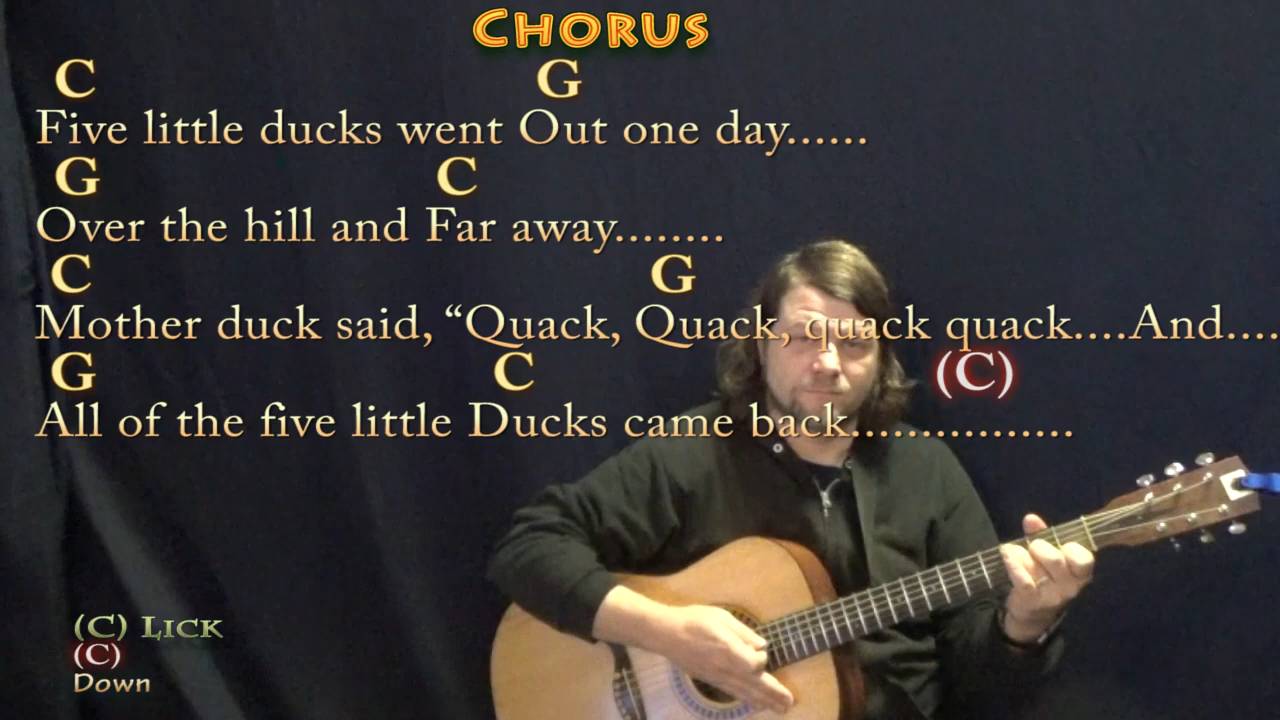 CHORUS
C G
Five little ducks went Out one day......
G C
Over the hill and Far away........
C G
Mother duck said, “Quack, Quack, quack quack....And....
G C (C)
All of the five little Ducks came back................
(C) LICK
(C)
Down